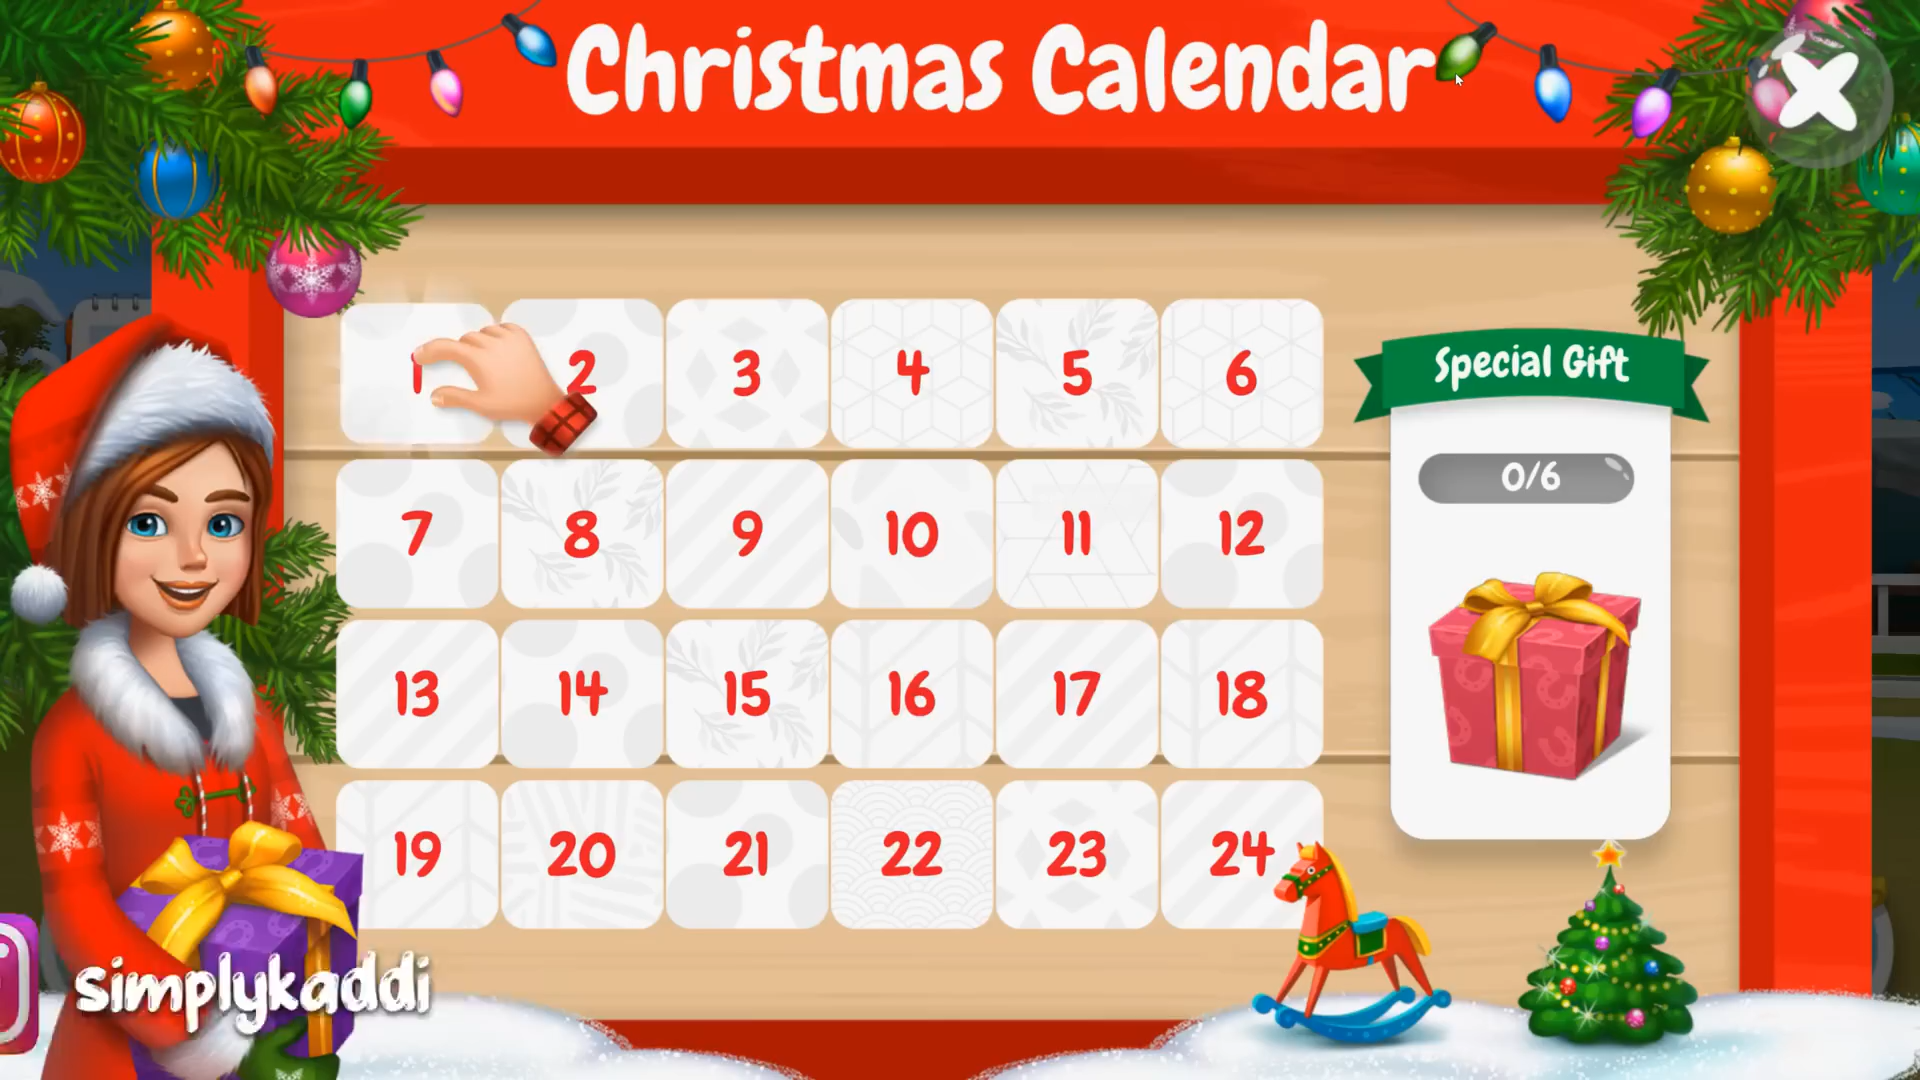 Christmas Calendar
1 2 3 4 5 6
Special Gift
0/6
7 8 9 10 11 12
13 14 15 16 17 18
19 20 21 22 23 24
simplykaddi